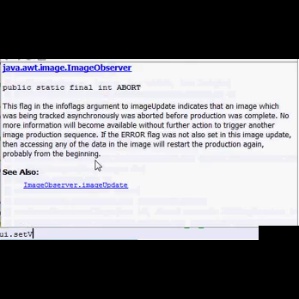 java.awt.image.ImageObserver
public static final int ABORT
This flag in the infoflags argument to imageUpdate indicates that an image which
was being tracked asynchronously was aborted before production was complete. No
more information will become available without further action to trigger another
image production sequence. If the ERROR flag was not also set in this image update,
then accessing any of the data in the image will restart the production again,
probably from the beginning.
See Also:
ImageObserver.imageUpdate
ui.setV